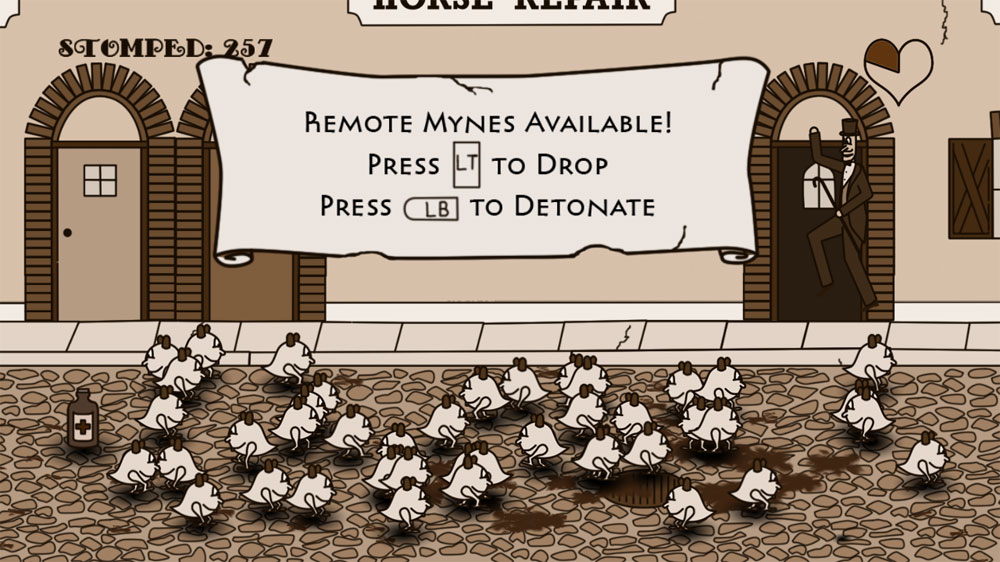 HORSE REPAIR
STOMPED: 257
REMOTE MYNES AVAILABLE!
PRESS LT TO DROP
PRESS LB TO DETONATE